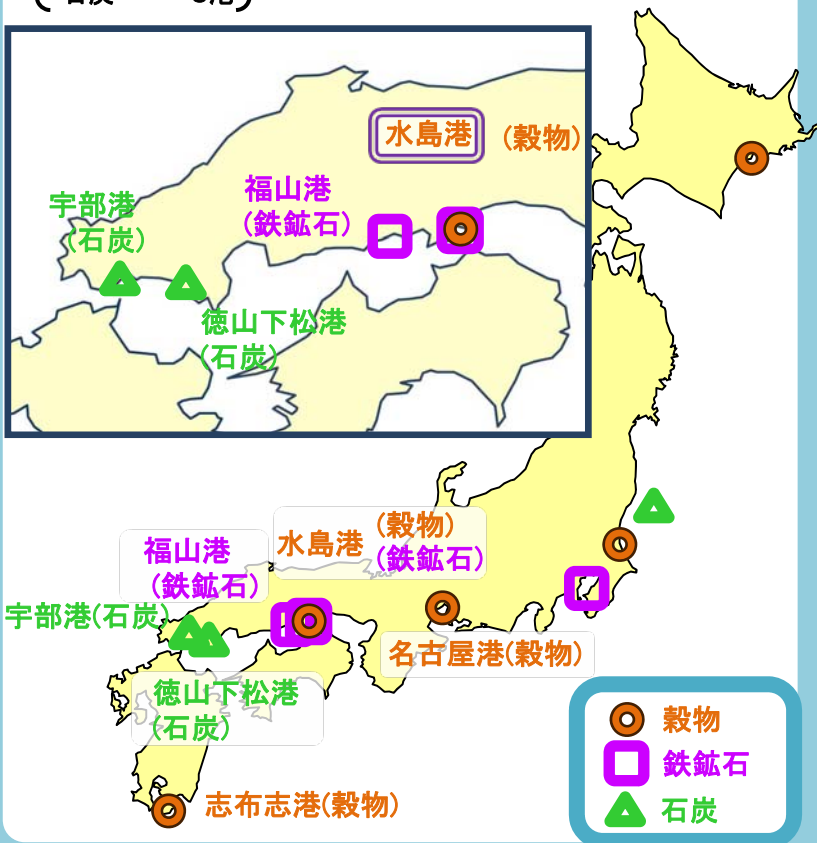 水島港 (穀物)
福山港
(鉄鉱石)
宇部港
(石炭)
徳山下松港
(石炭)
水島港 (穀物)
(鉄鉱石)
福山港
(鉄鉱石)
宇部港(石炭)
名古屋港(穀物)
徳山下松港
(石炭)
志布志港(穀物)
穀物
鉄鉱石
石炭